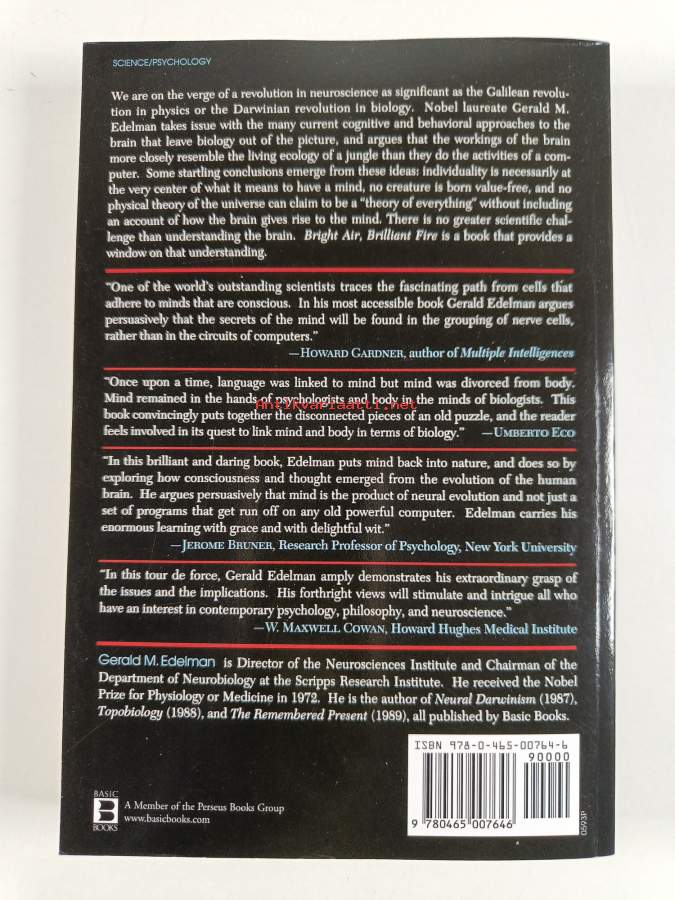 SCIENCE/PSYCHOLOGY
We are on the verge of a revolution in neuroscience as significant as the Galilean revolu-
tion in physics or the Darwinian revolution in biology. Nobel laureate Gerald M.
Edelman takes issue with the many current cognitive and behavioral approaches to the
brain that leave biology out of the picture, and argues that the workings of the brain
more closely resemble the living ecology of a jungle than they do the activities of a com-
puter. Some startling conclusions emerge from these ideas: individuality is necessarily at
the very center of what it means to have a mind, no creature is born value-free, and no
physical theory of the universe can claim to be a "theory of everything" without including
an account of how the brain gives rise to the mind. There is no greater scientific chal-
lenge than understanding the brain. Bright Air, Brilliant Fire is a book that provides a
window on that understanding.
"One of the world's outstanding scientists traces the fascinating path from cells that
adhere to minds that are conscious. In his most accessible book Gerald Edelman argues
persuasively that the secrets of the mind will be found in the grouping of nerve cells,
rather than in the circuits of computers."
—HOWARD GARDNER, author of Multiple Intelligences
"Once upon a time, language was linked to mind but mind was divorced from body.
Mind remained in the hands of psychologists and body in the minds of biologists. This
Antikvariaatti.net
book convincingly puts together the disconnected pieces of an old puzzle, and the reader
feels involved in its quest to link mind and body in terms of biology." —UMBERTO ECO
"In this brilliant and daring book, Edelman puts mind back into nature, and does so by
exploring how consciousness and thought emerged from the evolution of the human
brain. He argues persuasively that mind is the product of neural evolution and not just a
set of programs that get run off on any old powerful computer. Edelman carries his
enormous learning with grace and with delightful wit."
—JEROME BRUNER, Research Professor of Psychology, New York University
"In this tour de force, Gerald Edelman amply demonstrates his extraordinary grasp of
the issues and the implications. His forthright views will stimulate and intrigue all who
have an interest in contemporary psychology, philosophy, and neuroscience."
—W. MAXWELL COWAN, Howard Hughes Medical Institute
Gerald M. Edelman is Director of the Neurosciences Institute and Chairman of the
Department of Neurobiology at the Scripps Research Institute. He received the Nobel
Prize for Physiology or Medicine in 1972. He is the author of Neural Darwinism (1987),
Topobiology (1988), and The Remembered Present (1989), all published by Basic Books.
ISBN 978-0-465-00764-6
90000
9 780465 007646
0593P
BASIC
B
BOOKS
A Member of the Perseus Books Group
www.basicbooks.com